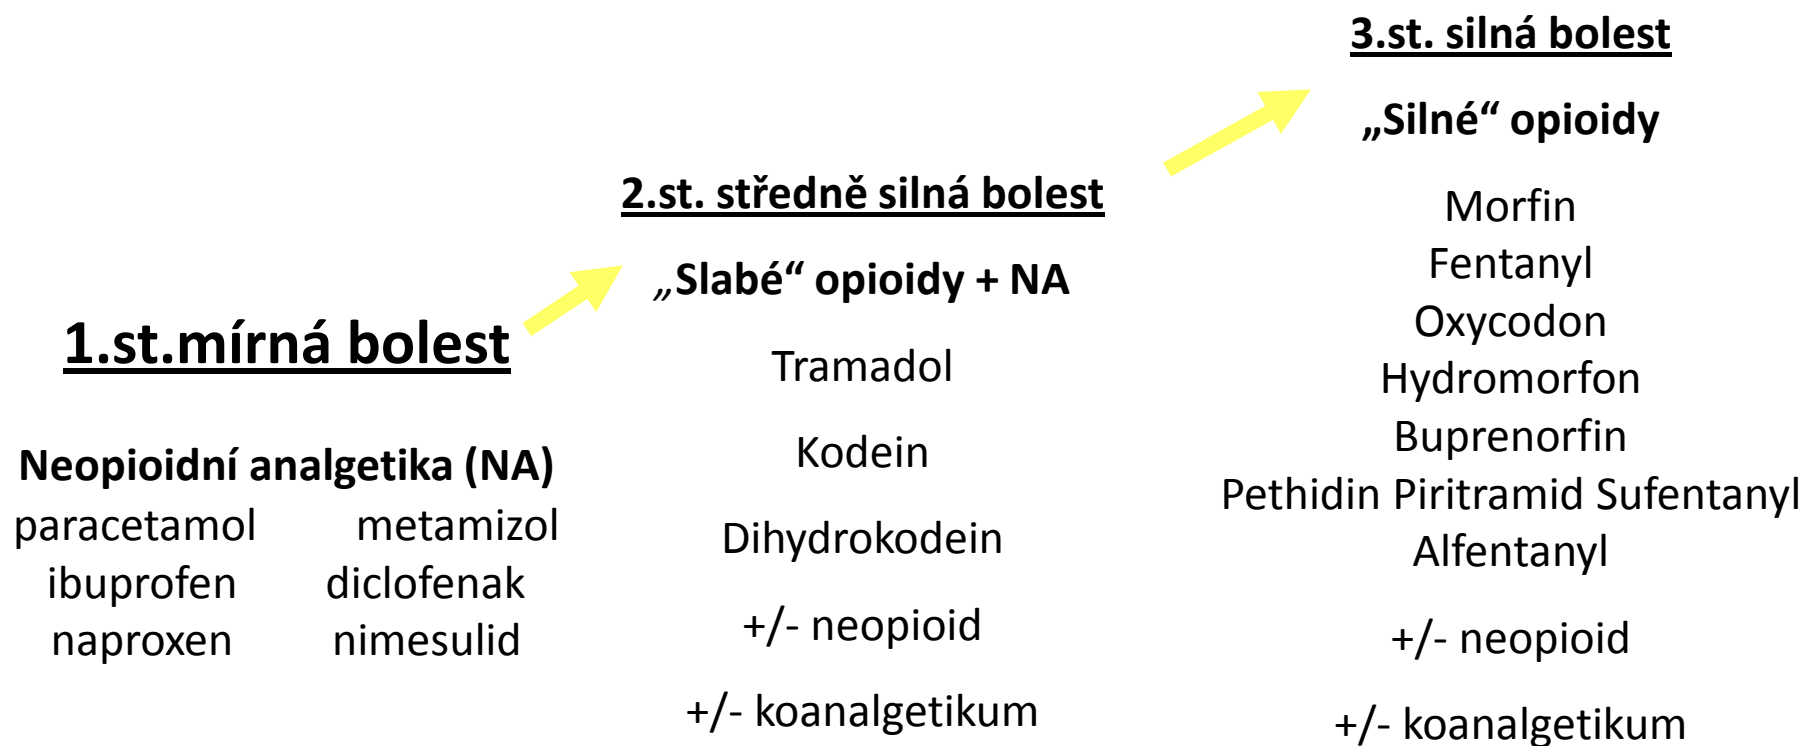 1.st.mírná bolest
Neopioidní analgetika (NA)
paracetamol metamizol
ibuprofen diclofenak
naproxen nimesulid
2.st. středně silná bolest
„Slabé“ opioidy + NA
Tramadol
Kodein
Dihydrokodein
+/- neopioid
+/- koanalgetikum
3.st. silná bolest
„Silné“ opioidy
Morfin
Fentanyl
Oxycodon
Hydromorfon
Buprenorfin
Pethidin Piritramid Sufentanyl
Alfentanyl
+/- neopioid
+/- koanalgetikum